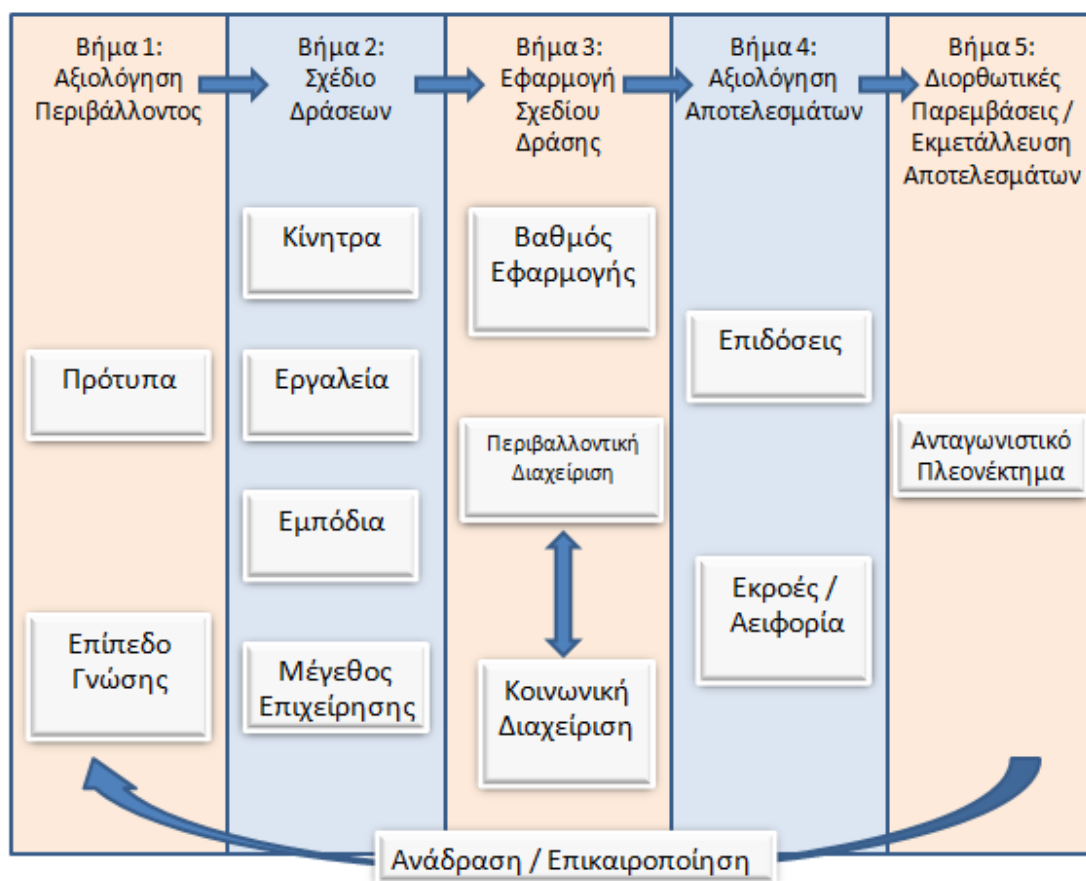 Βήμα 1:
Αξιολόγηση
Περιβάλλοντος
Βήμα 2:
Σχέδιο
Δράσεων
Βήμα 3:
Εφαρμογή
Σχεδίου
Δράσης
Βήμα 4:
Αξιολόγηση
Αποτελεσμάτων
Βήμα 5:
Διορθωτικές
Παρεμβάσεις /
Εκμετάλλευση
Αποτελεσμάτων
Πρότυπα
Επίπεδο
Γνώσης
Κίνητρα
Εργαλεία
Εμπόδια
Μέγεθος
Επιχείρησης
Βαθμός
Εφαρμογής
Περιβαλλοντική
Διαχείριση
Κοινωνική
Διαχείριση
Επιδόσεις
Εκροές /
Αειφορία
Ανταγωνιστικό
Πλεονέκτημα
Ανάδραση / Επικαιροποίηση